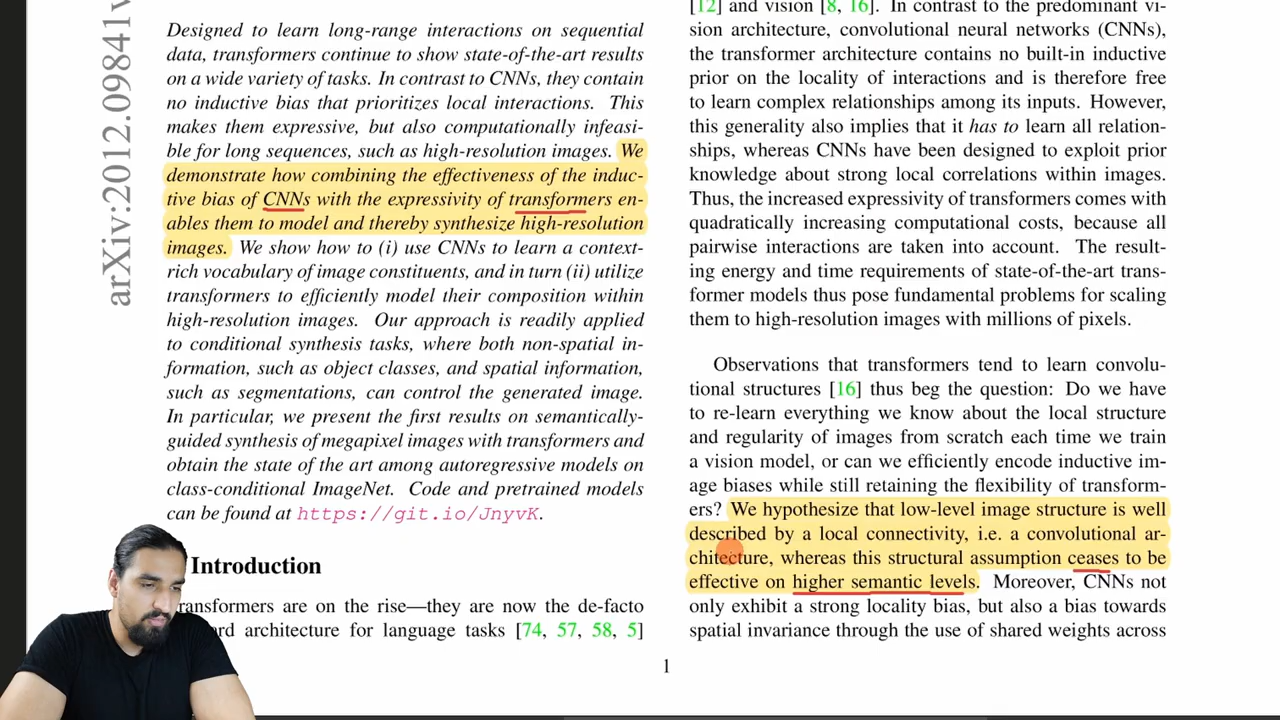 arXiv:2012.09841v
Designed to learn long-range interactions on sequential
data, transformers continue to show state-of-the-art results
on a wide variety of tasks. In contrast to CNNs, they contain
no inductive bias that prioritizes local interactions. This
makes them expressive, but also computationally infeasi-
ble for long sequences, such as high-resolution images. We
demonstrate how combining the effectiveness of the induc-
tive bias of CNNs with the expressivity of transformers en-
ables them to model and thereby synthesize high-resolution
images. We show how to (i) use CNNs to learn a context-
rich vocabulary of image constituents, and in turn (ii) utilize
transformers to efficiently model their composition within
high-resolution images. Our approach is readily applied
to conditional synthesis tasks, where both non-spatial in-
formation, such as object classes, and spatial information,
such as segmentations, can control the generated image.
In particular, we present the first results on semantically-
guided synthesis of megapixel images with transformers and
obtain the state of the art among autoregressive models on
class-conditional ImageNet. Code and pretrained models
can be found at https://git.io/JnyvK.
Introduction
ransformers are on the rise—they are now the de-facto
rd architecture for language tasks [74, 57, 58, 5]
[12] and vision [8, 16]. In contrast to the predominant vi-
sion architecture, convolutional neural networks (CNNs),
the transformer architecture contains no built-in inductive
prior on the locality of interactions and is therefore free
to learn complex relationships among its inputs. However,
this generality also implies that it has to learn all relation-
ships, whereas CNNs have been designed to exploit prior
knowledge about strong local correlations within images.
Thus, the increased expressivity of transformers comes with
quadratically increasing computational costs, because all
pairwise interactions are taken into account. The result-
ing energy and time requirements of state-of-the-art trans-
former models thus pose fundamental problems for scaling
them to high-resolution images with millions of pixels.
Observations that transformers tend to learn convolu-
tional structures [16] thus beg the question: Do we have
to re-learn everything we know about the local structure
and regularity of images from scratch each time we train
a vision model, or can we efficiently encode inductive im-
age biases while still retaining the flexibility of transform-
ers? We hypothesize that low-level image structure is well
described by a local connectivity, i.e. a convolutional ar-
chitecture, whereas this structural assumption ceases to be
effective on higher semantic levels. Moreover, CNNs not
only exhibit a strong locality bias, but also a bias towards
spatial invariance through the use of shared weights across
1